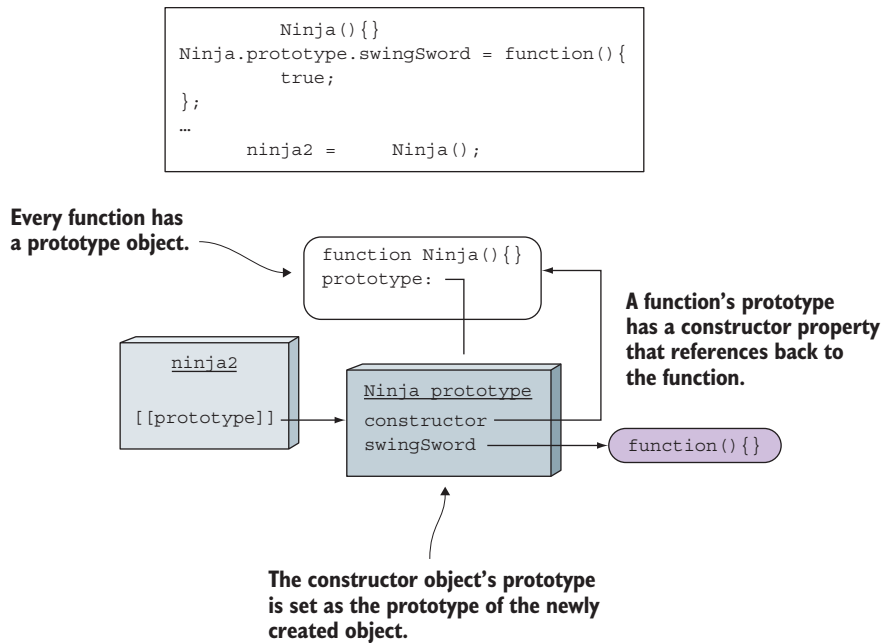 Ninja(){}
Ninja.prototype.swingSword = function(){
true;
};
…
ninja2 = Ninja();
Every function has
a prototype object.
function Ninja(){}
prototype:
A function's prototype
has a constructor property
that references back to
the function.
ninja2
[[prototype]]
Ninja prototype
constructor
swingSword
function(){}
The constructor object's prototype
is set as the prototype of the newly
created object.